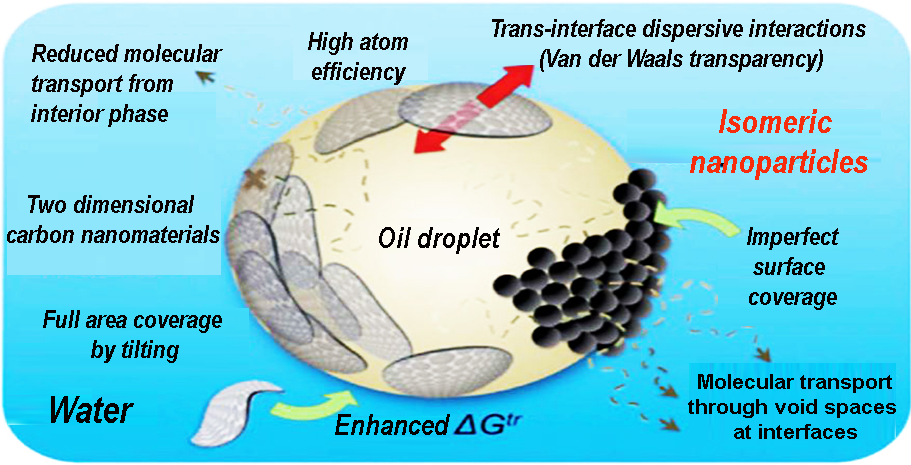 Reduced molecular
transport from
interior phase
High atom
efficiency
Trans-interface dispersive interactions
(Van der Waals transparency)
Isomeric
nanoparticles
Two dimensional
carbon nanomaterials
Oil droplet
Imperfect
surface
coverage
Full area coverage
by tilting
Water
Enhanced ΔGᵗʳ
Molecular transport
through void spaces
at interfaces